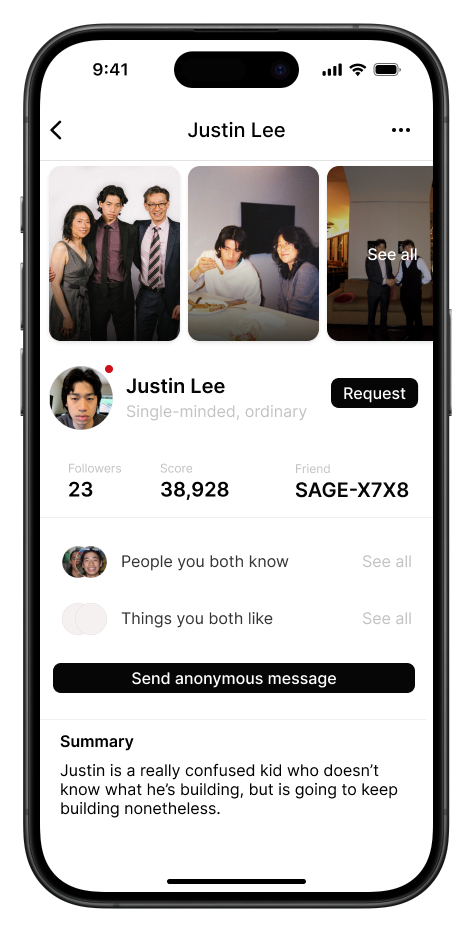 9:41
Justin Lee
See all
Justin Lee
Request
Single-minded, ordinary
Followers
Score
Friend
23
38,928
SAGE-X7X8
People you both know
See all
Things you both like
See all
Send anonymous message
Summary
Justin is a really confused kid who doesn’t
know what he’s building, but is going to keep
building nonetheless.